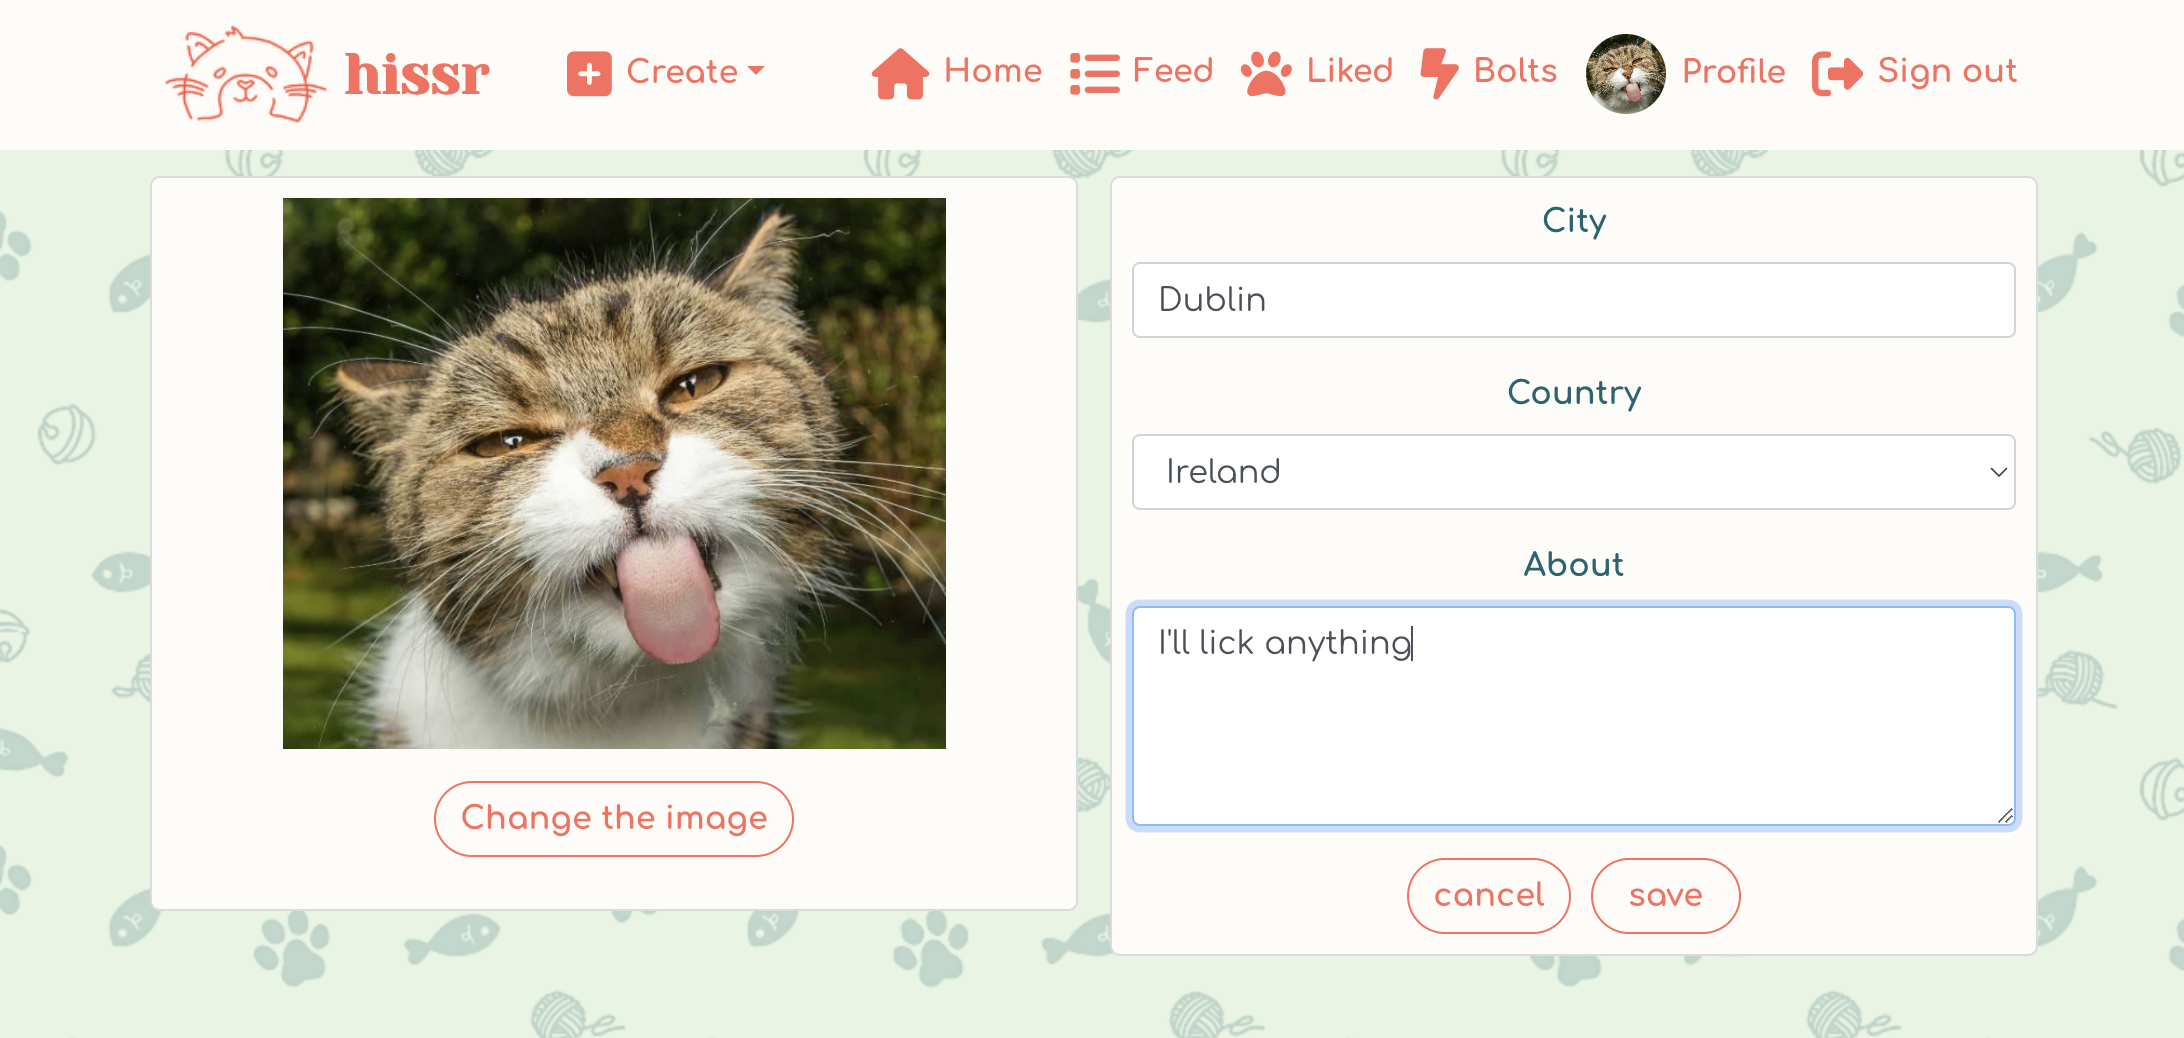 hissr
Create
Home
Feed
Liked
Bolts
Profile
Sign out
Change the image
City
Dublin
Country
Ireland
About
I'll lick anything
cancel
save